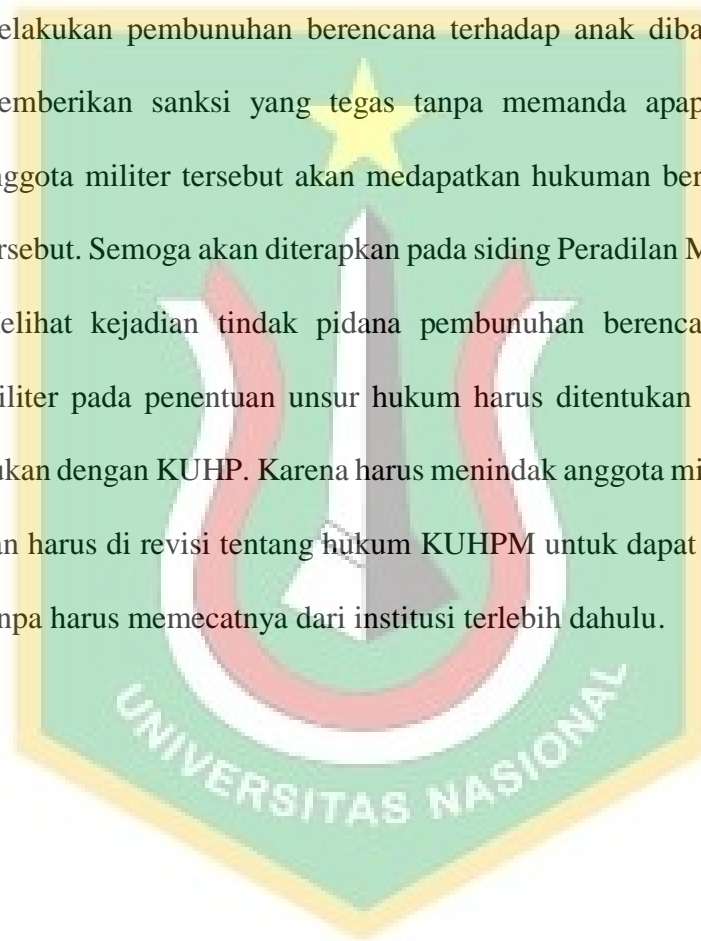 elakukan pembunuhan berencana terhadap anak diba
emberikan sanksi yang tegas tanpa memanda apap
nggota militer tersebut akan medapatkan hukuman ber
rsebut. Semoga akan diterapkan pada siding Peradilan M
elihat kejadian tindak pidana pembunuhan berenca
iliter pada penentuan unsur hukum harus ditentukan
ukan dengan KUHP. Karena harus menindak anggota mi
an harus di revisi tentang hukum KUHPM untuk dapat
npa harus memecatnya dari institusi terlebih dahulu.
UNIVERSITAS NASIONAL